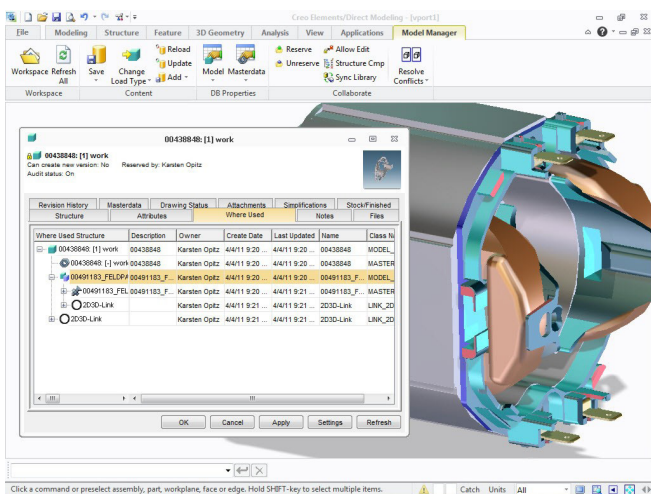 Creo Elements/Direct Modeling - [vport1]
File Modeling Structure Feature 3D Geometry Analysis View Applications Model Manager
Workspace Refresh All Save Change Load Type Reload Update Add Model Masterdata Reserve Unreserve Allow Edit Structure Cmp Sync Library Resolve Conflicts
Workspace Content DB Properties Collaborate
00438848: [1] work
00438848: [1] work
Can create new version: No Reserved by: Karsten Opitz
Audit status: On
Revision History Masterdata Drawing Status Attachments Simplifications Stock/Finished
Structure Attributes Where Used Notes Files
Where Used Structure Description Owner Create Date Last Updated Name Class Na
00438848: [1] work 00438848 Karsten Opitz 4/4/11 9:20 ... 4/4/11 9:20 ... 00438848 MODEL_
00438848: [-] work 00438848 Karsten Opitz 4/4/11 9:20 ... 4/4/11 9:20 ... 00438848 MASTER
00491183_FELDPA 00491183_F... Karsten Opitz 4/4/11 9:20 ... 4/4/11 9:20 ... 00491183_F... MODEL_
00491183_FEL 00491183_F... Karsten Opitz 4/4/11 9:21 ... 4/4/11 9:21 ... 00491183_F... MASTER
2D3D-Link Karsten Opitz 4/4/11 9:21 ... 4/4/11 9:21 ... 2D3D-Link LINK_2D
2D3D-Link Karsten Opitz 4/4/11 9:21 ... 4/4/11 9:21 ... 2D3D-Link LINK_2D
OK Cancel Apply Settings Refresh
Click a command or preselect assembly, part, workplane, face or edge. Hold SHIFT-key to select multiple items. Catch Units All